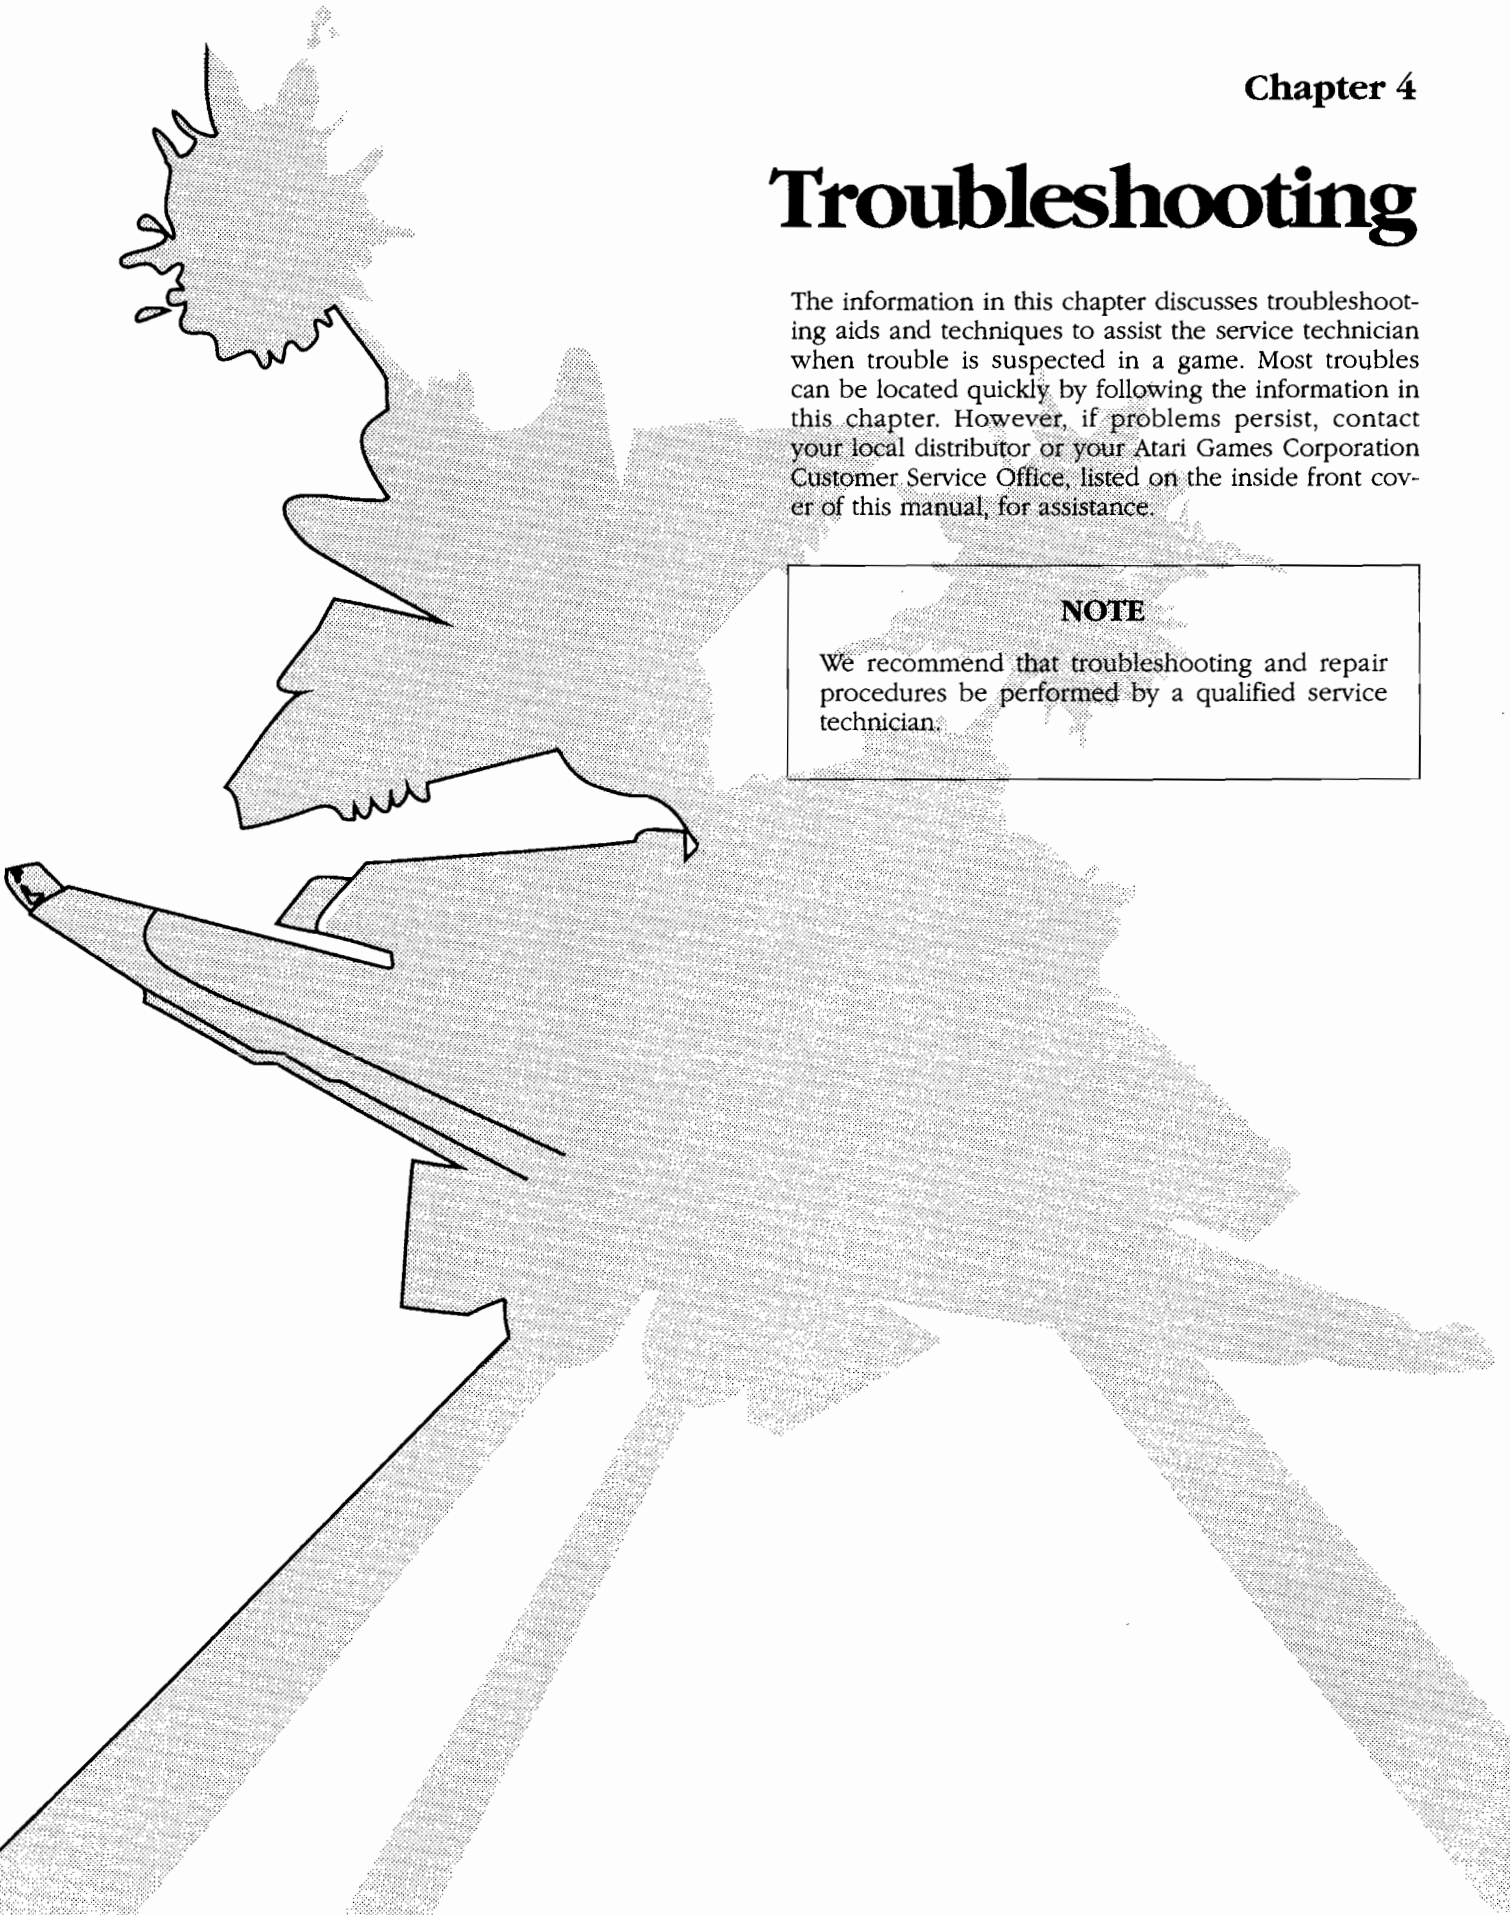 Chapter 4
Troubleshooting
The information in this chapter discusses troubleshoot-
ing aids and techniques to assist the service technician
when trouble is suspected in a game. Most troubles
can be located quickly by following the information in
this chapter. However, if problems persist, contact
your local distributor or your Atari Games Corporation
Customer Service Office, listed on the inside front cov-
er of this manual, for assistance.
NOTE
We recommend that troubleshooting and repair
procedures be performed by a qualified service
technician.